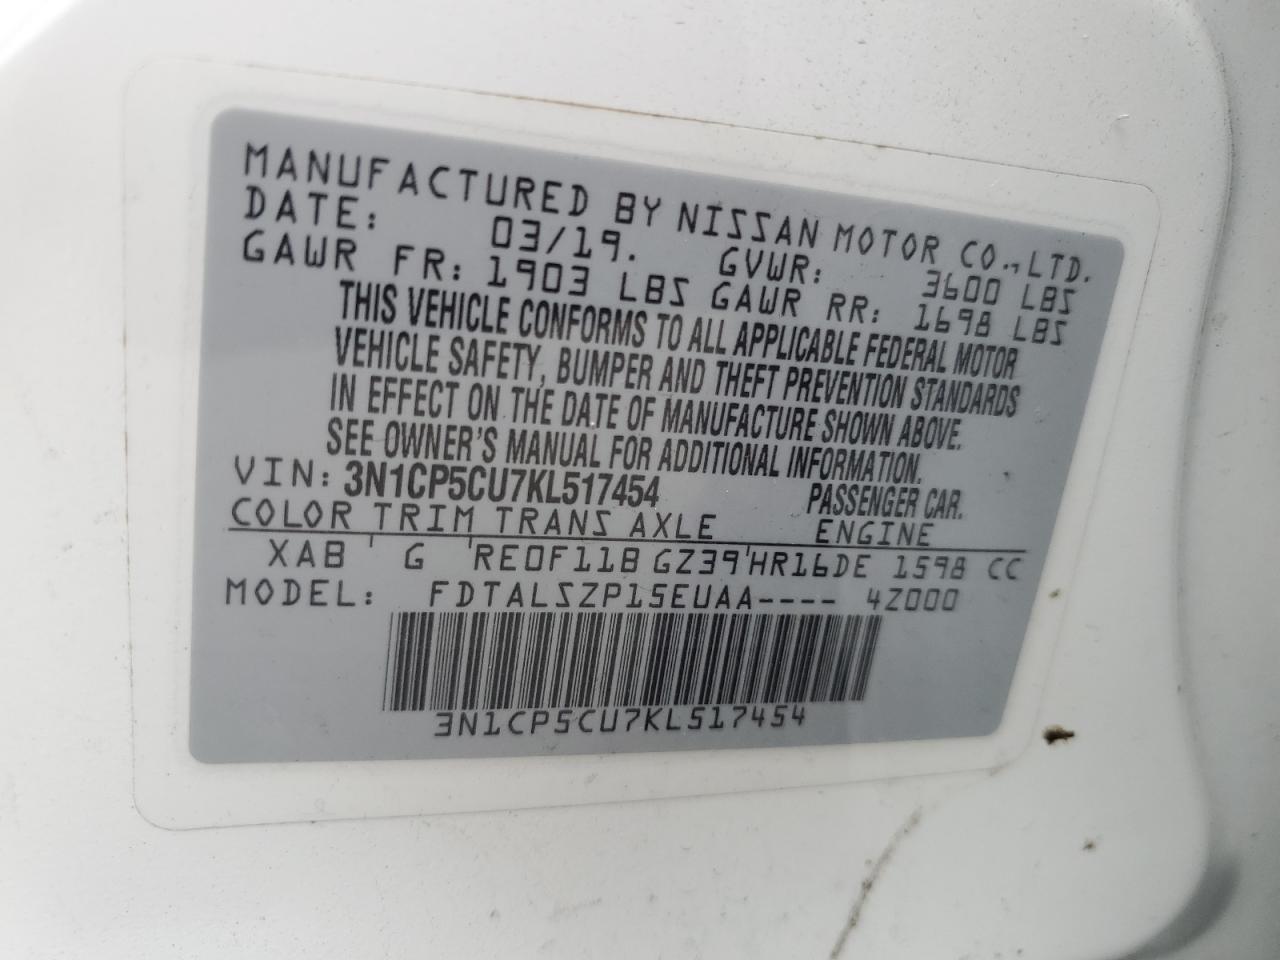 MANUFACTURED BY NISSAN MOTOR CO.,LTD.
DATE: 03/19. GVWR: 3600 LBS
GAWR FR: 1903 LBS GAWR RR: 1698 LBS
THIS VEHICLE CONFORMS TO ALL APPLICABLE FEDERAL MOTOR
VEHICLE SAFETY, BUMPER AND THEFT PREVENTION STANDARDS
IN EFFECT ON THE DATE OF MANUFACTURE SHOWN ABOVE.
SEE OWNER'S MANUAL FOR ADDITIONAL INFORMATION.
VIN: 3N1CP5CU7KL517454 PASSENGER CAR.
COLOR TRIM TRANS AXLE ENGINE
XAB G RE0F11B GZ39 HR16DE 1598 CC
MODEL: FDTALSZP15EUAA---- 4Z000
3N1CP5CU7KL517454